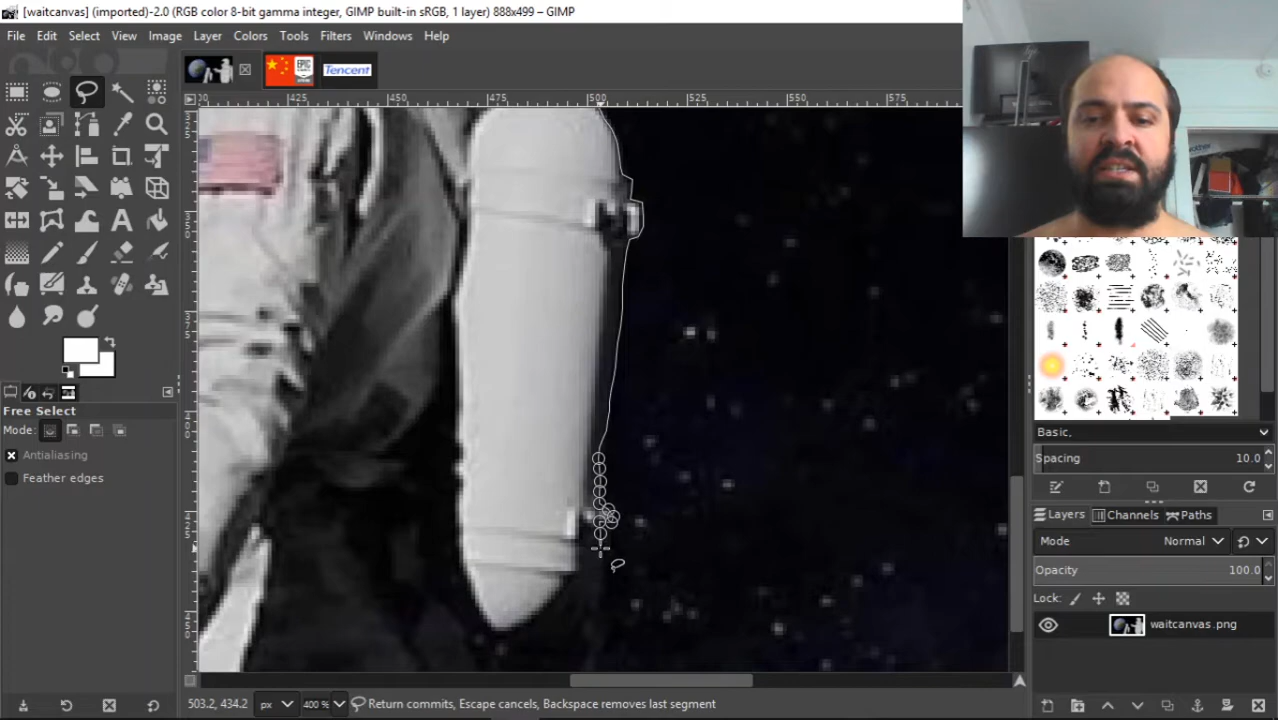 [waitcanvas] (imported)-2.0 (RGB color 8-bit gamma integer, GIMP built-in sRGB, 1 layer) 888x499 – GIMP
File Edit Select View Image Layer Colors Tools Filters Windows Help
EPIC
Tencent
425 450 475 500 525 550 575
Free Select
Mode:
Antialiasing
Feather edges
Basic,
Spacing 10.0
Layers Channels Paths
Mode Normal
Opacity 100.0
Lock:
waitcanvas.png
503.2, 434.2 px 400 % Return commits, Escape cancels, Backspace removes last segment